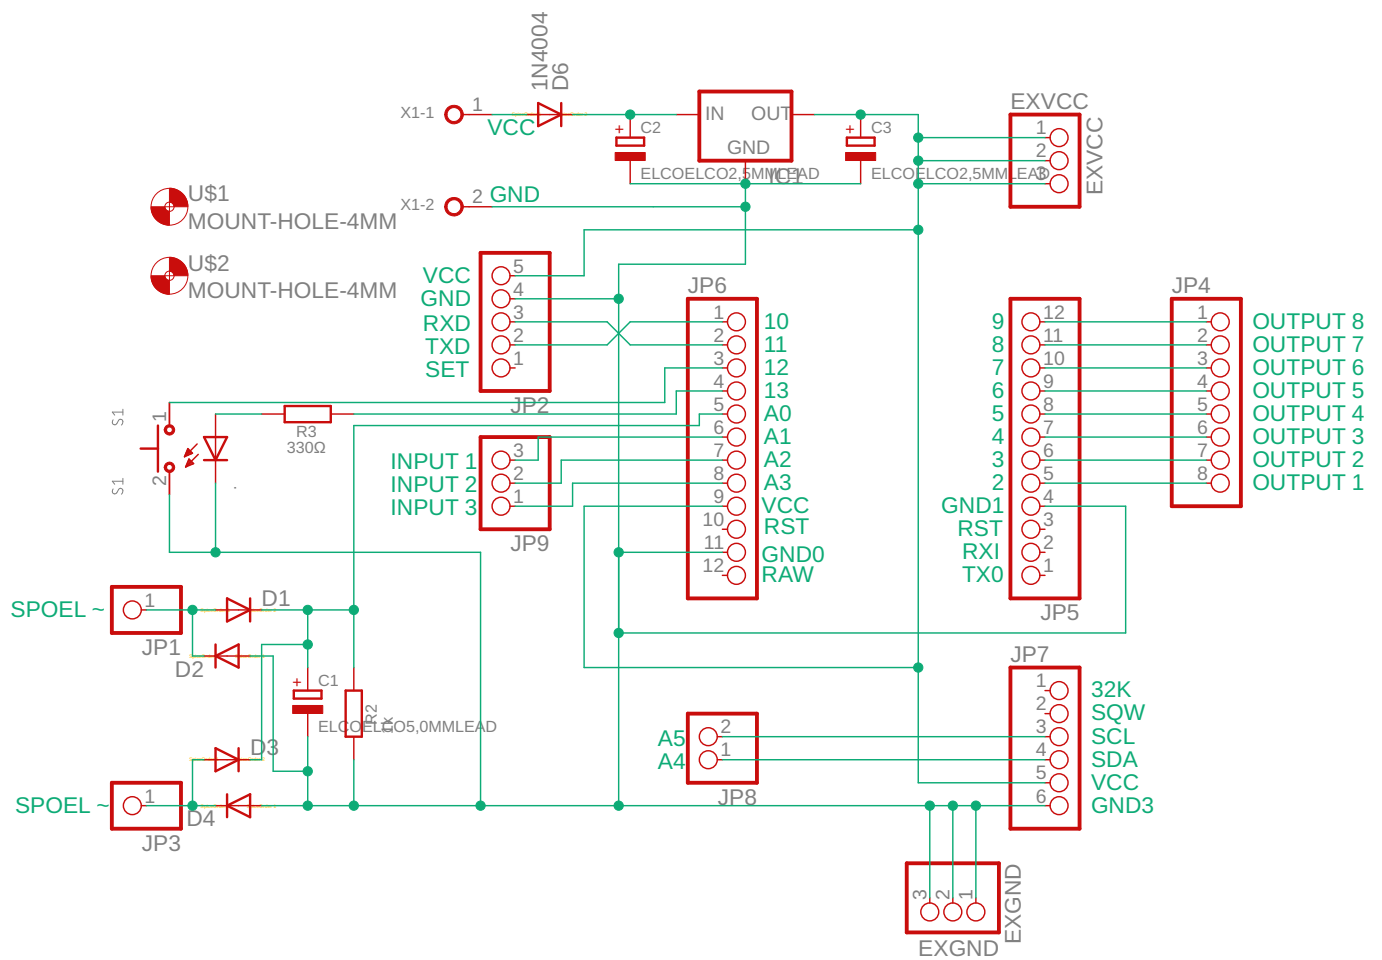 1N4004
D6
X1-1
1
VCC
C2
+
ELCOELCO2,5MMLEAD
IN
OUT
GND
IC1
C3
+
ELCOELCO2,5MMLEAD
EXVCC
1
2
3
EXVCC
X1-2
2
GND
U$1
MOUNT-HOLE-4MM
U$2
MOUNT-HOLE-4MM
VCC 5
GND 4
RXD 3
TXD 2
SET 1
JP2
JP6
1 10
2 11
3 12
4 13
5 A0
6 A1
7 A2
8 A3
9 VCC
10 RST
11 GND0
12 RAW
9 12
8 11
7 10
6 9
5 8
4 7
3 6
2 5
GND1 4
RST 3
RXI 2
TX0 1
JP5
JP4
1 OUTPUT 8
2 OUTPUT 7
3 OUTPUT 6
4 OUTPUT 5
5 OUTPUT 4
6 OUTPUT 3
7 OUTPUT 2
8 OUTPUT 1
S1
1
S1
2
R3
330Ω
.
INPUT 1 3
INPUT 2 2
INPUT 3 1
JP9
SPOEL ~
1
JP1
D1
D2
C1
+
ELCOELCO5,0MMLEAD
R2
1k
D3
D4
SPOEL ~
1
JP3
A5 2
A4 1
JP8
JP7
1 32K
2 SQW
3 SCL
4 SDA
5 VCC
6 GND3
3
2
1
EXGND
EXGND